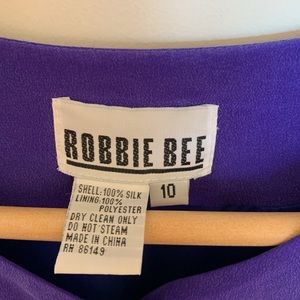 ROBBIE BEE
10
SHELL: 100% SILK
LINING: 100%
POLYESTER
DRY CLEAN ONLY
DO NOT STEAM
MADE IN CHINA
RN 86149